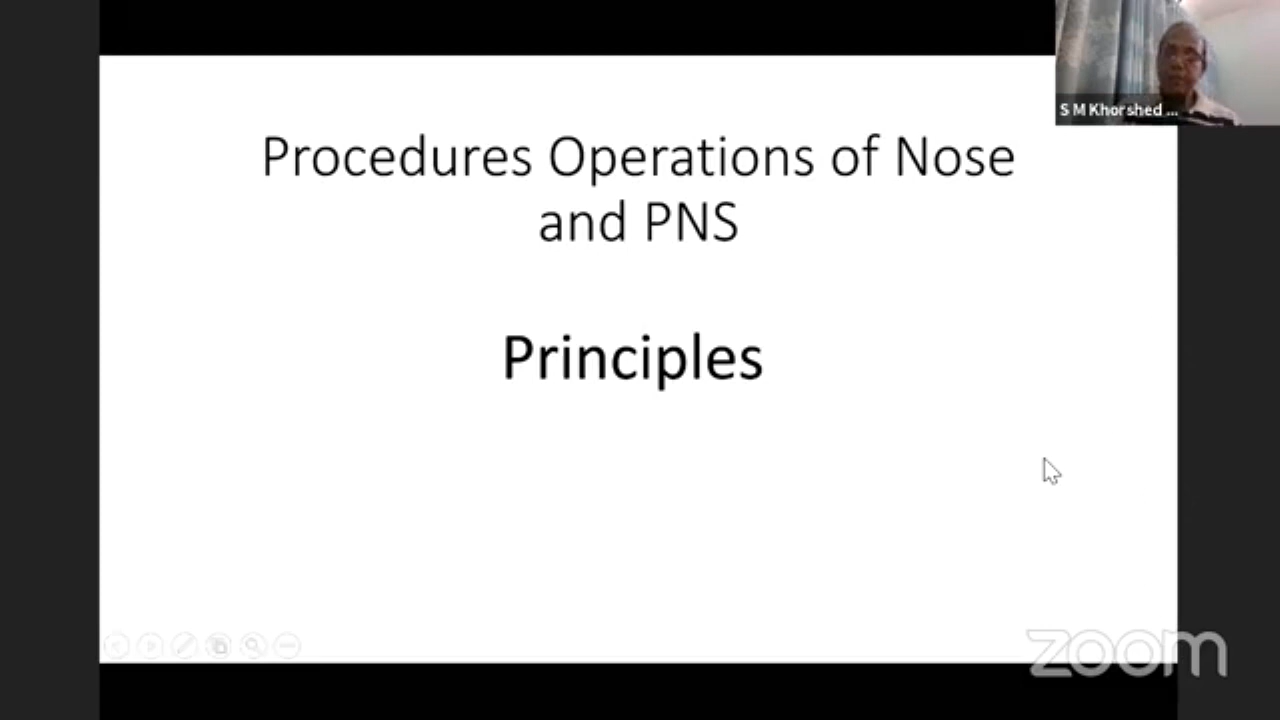 S M Khorshed ...
Procedures Operations of Nose
and PNS
Principles
zoom